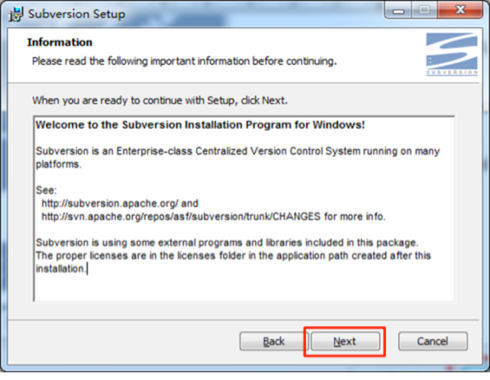 Subversion Setup
Information
Please read the following important information before continuing.
SUBVERSION
When you are ready to continue with Setup, click Next.
Welcome to the Subversion Installation Program for Windows!
Subversion is an Enterprise-class Centralized Version Control System running on many
platforms.
See:
http://subversion.apache.org/ and
http://svn.apache.org/repos/asf/subversion/trunk/CHANGES for more info.
Subversion is using some external programs and libraries included in this package.
The proper licenses are in the licenses folder in the application path created after this
installation.
Back
Next
Cancel